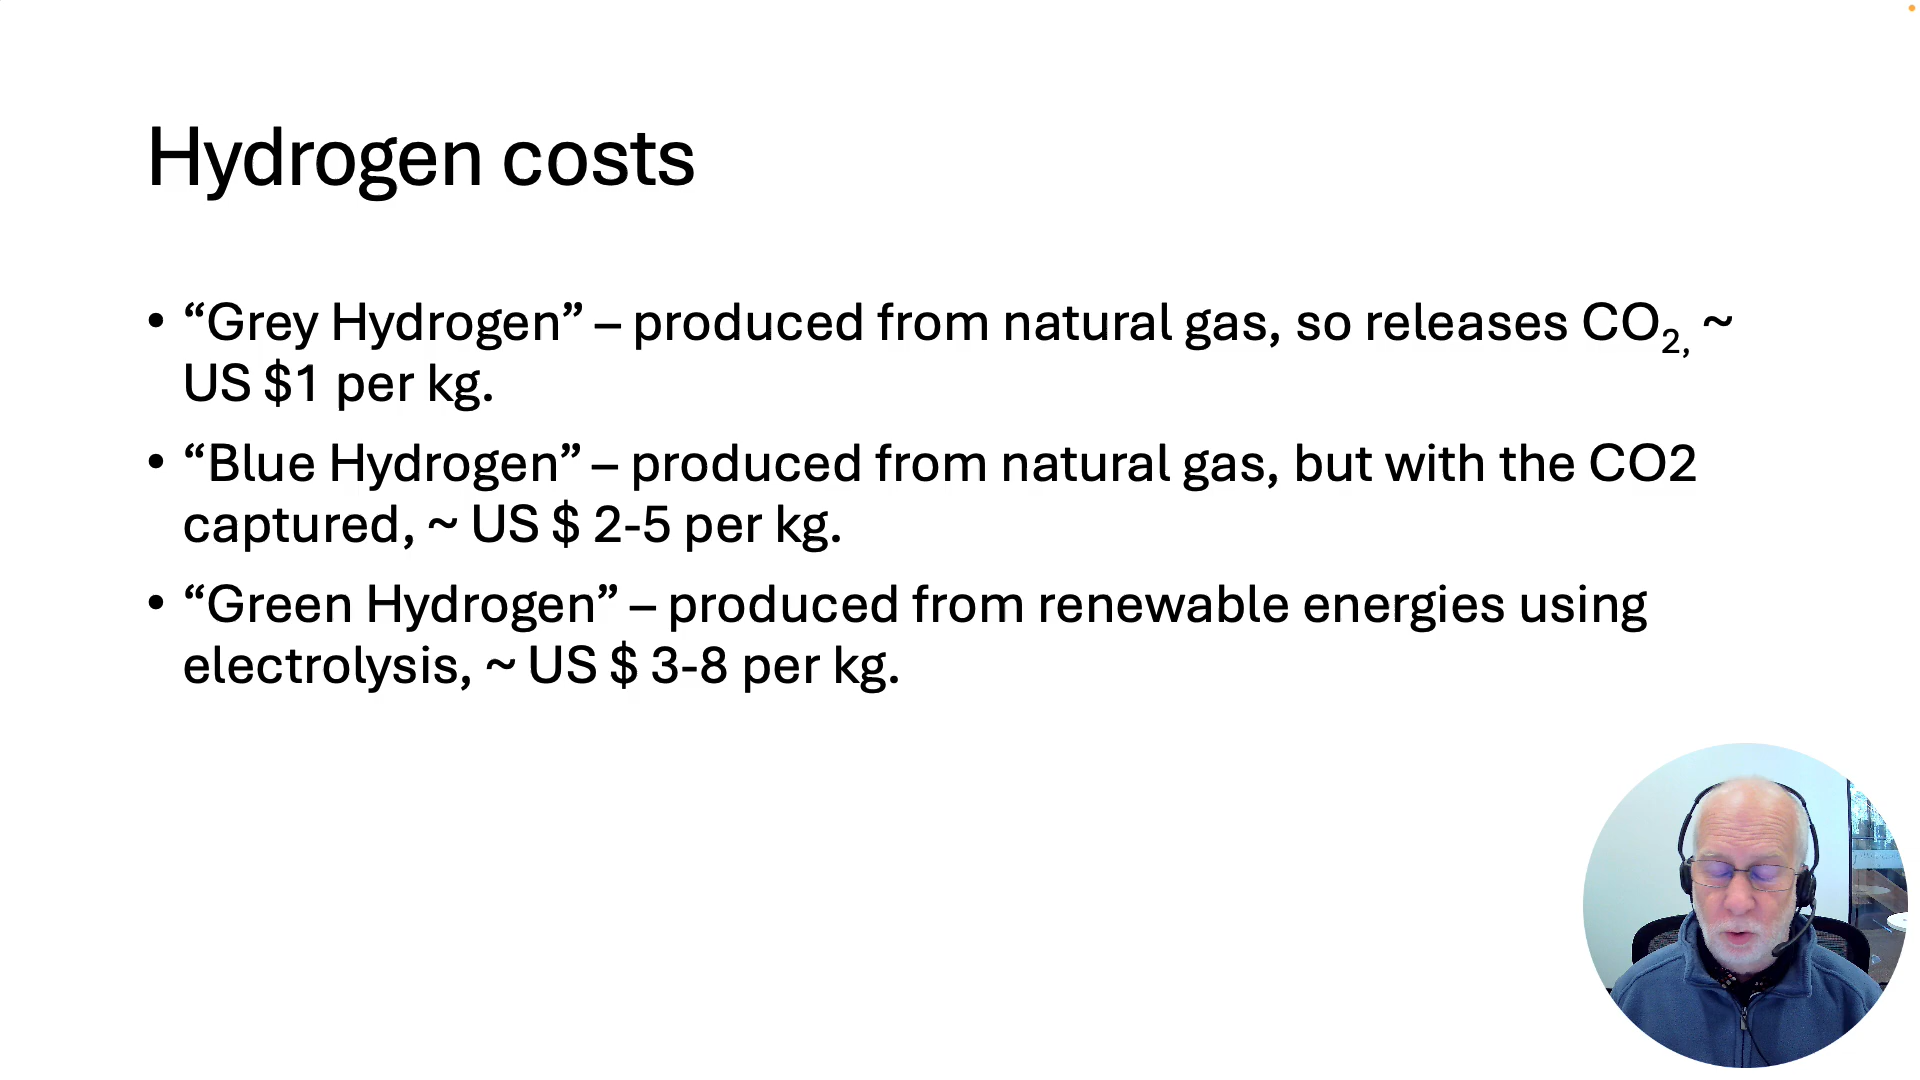 Hydrogen costs
• “Grey Hydrogen” – produced from natural gas, so releases CO₂, ~
US $1 per kg.
• “Blue Hydrogen” – produced from natural gas, but with the CO2
captured, ~ US $ 2-5 per kg.
• “Green Hydrogen” – produced from renewable energies using
electrolysis, ~ US $ 3-8 per kg.